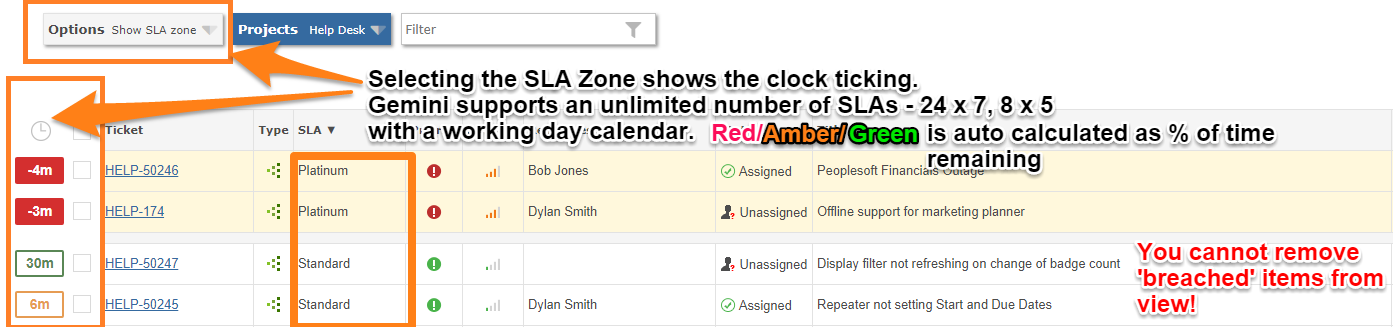 Options Show SLA zone Projects Help Desk Filter
Selecting the SLA Zone shows the clock ticking.
Gemini supports an unlimited number of SLAs - 24 x 7, 8 x 5
with a working day calendar. Red/Amber/Green is auto calculated as % of time
remaining
Ticket Type SLA ▼
-4m HELP-50246 Platinum Bob Jones Assigned Peoplesoft Financials Outage
-3m HELP-174 Platinum Dylan Smith Unassigned Offline support for marketing planner
30m HELP-50247 Standard Unassigned Display filter not refreshing on change of badge count
6m HELP-50245 Standard Dylan Smith Assigned Repeater not setting Start and Due Dates
You cannot remove
'breached' items from
view!